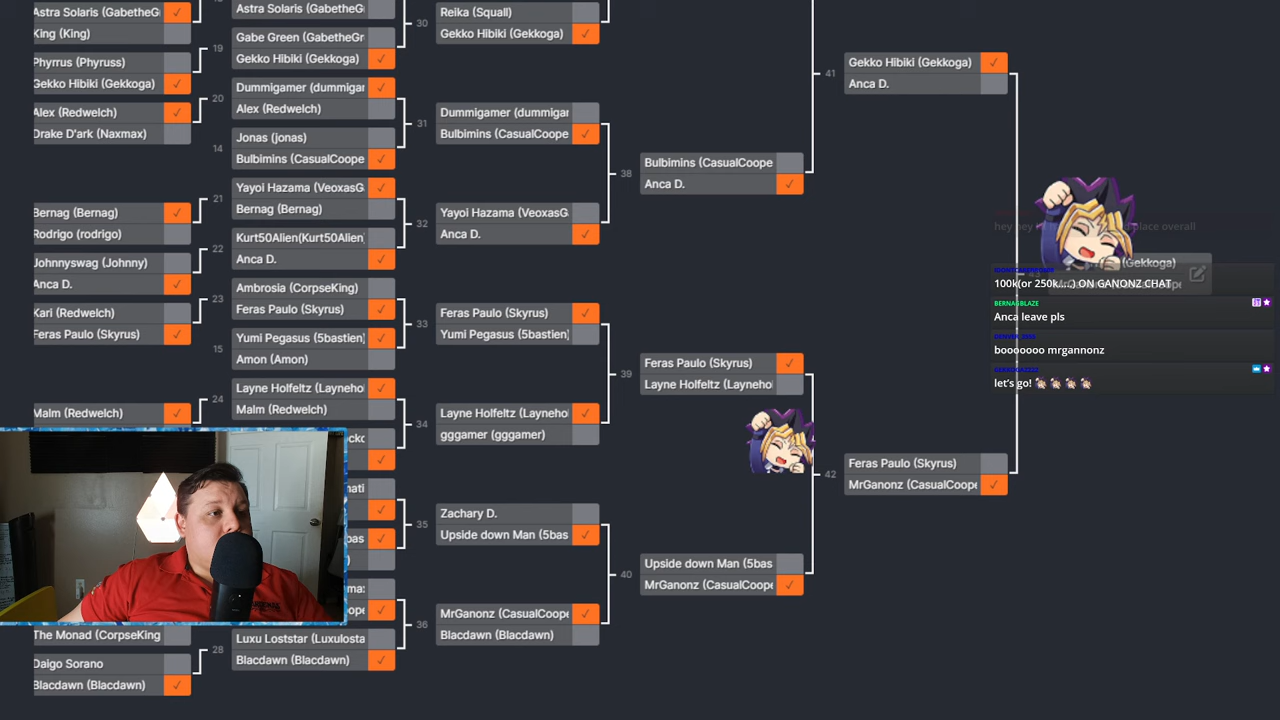 Astra Solaris (GabetheG
King (King)
19
Phyrrus (Phyruss)
Gekko Hibiki (Gekkoga)
20
Alex (Redwelch)
Drake D'ark (Naxmax)
14
21
Bernag (Bernag)
Rodrigo (rodrigo)
22
Johnnyswag (Johnny)
Anca D.
23
Kari (Redwelch)
Feras Paulo (Skyrus)
15
24
Malm (Redwelch)
The Monad (CorpseKing
28
Daigo Sorano
Blacdawn (Blacdawn)
Astra Solaris (GabetheG
Gabe Green (GabetheGr
Gekko Hibiki (Gekkoga)
Dummigamer (dummigar
Alex (Redwelch)
Jonas (jonas)
Bulbimins (CasualCoope
Yayoi Hazama (VeoxasG
Bernag (Bernag)
Kurt50Alien(Kurt50Alien
Anca D.
Ambrosia (CorpseKing)
Feras Paulo (Skyrus)
Yumi Pegasus (5bastien)
Amon (Amon)
Layne Holfeltz (Layneho
Malm (Redwelch)
Luxu Loststar (Luxulosta
Blacdawn (Blacdawn)
30
31
32
33
34
35
36
Reika (Squall)
Gekko Hibiki (Gekkoga)
Dummigamer (dummigar
Bulbimins (CasualCoope
Yayoi Hazama (VeoxasG
Anca D.
Feras Paulo (Skyrus)
Yumi Pegasus (5bastien)
Layne Holfeltz (Layneho
gggamer (gggamer)
Zachary D.
Upside down Man (5bas
MrGanonz (CasualCoope
Blacdawn (Blacdawn)
38
39
40
Bulbimins (CasualCoope
Anca D.
Feras Paulo (Skyrus)
Layne Holfeltz (Layneho
Upside down Man (5bas
MrGanonz (CasualCoope
41
42
Gekko Hibiki (Gekkoga)
Anca D.
Feras Paulo (Skyrus)
MrGanonz (CasualCoope
(Gekkoga)
place overall
100k(or 250k
ON GANONZ CHAT
BERNAGBLAZE
Anca leave pls
booooooo mrgannonz
let's go!